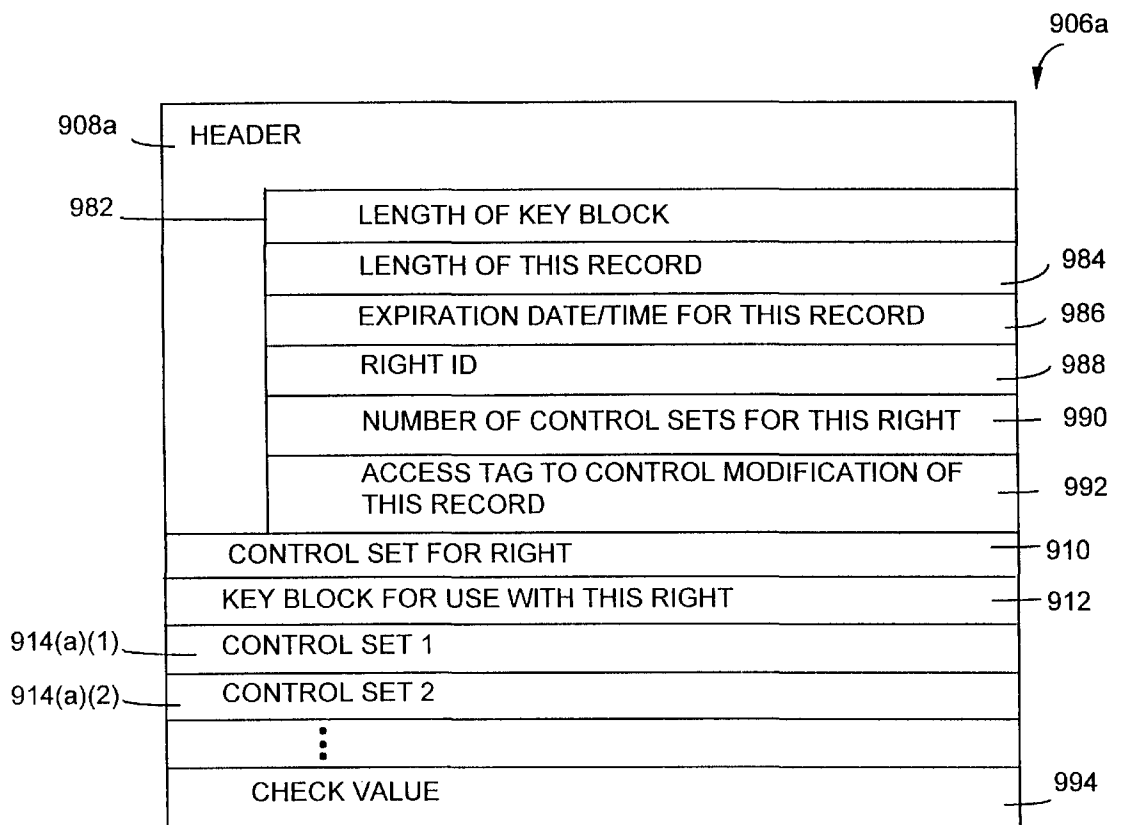 906a
908a
HEADER
982
LENGTH OF KEY BLOCK
LENGTH OF THIS RECORD
984
EXPIRATION DATE/TIME FOR THIS RECORD
986
RIGHT ID
988
NUMBER OF CONTROL SETS FOR THIS RIGHT
990
ACCESS TAG TO CONTROL MODIFICATION OF
THIS RECORD
992
CONTROL SET FOR RIGHT
910
KEY BLOCK FOR USE WITH THIS RIGHT
912
914(a)(1)
CONTROL SET 1
914(a)(2)
CONTROL SET 2
CHECK VALUE
994